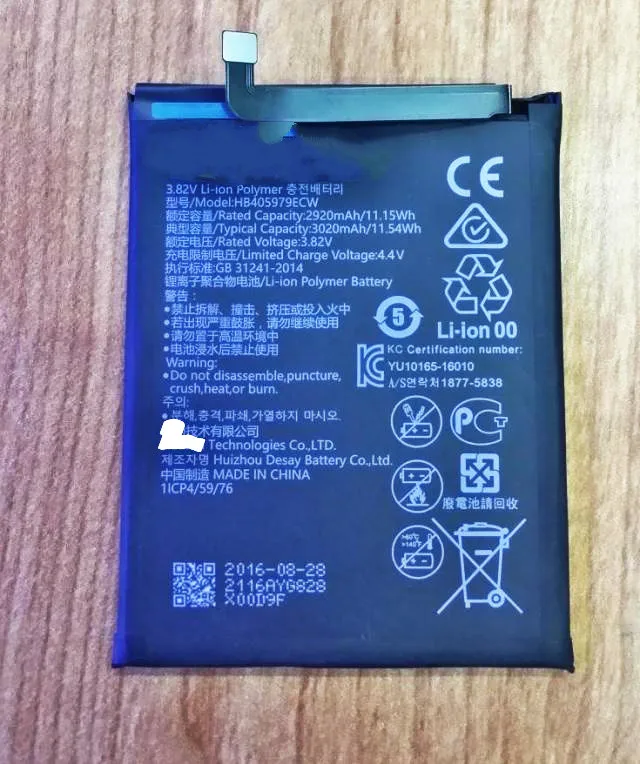 3.82V Li-ion Polymer 충전배터리
型号/Model:HB405979ECW
额定容量/Rated Capacity:2920mAh/11.15Wh
典型容量/Typical Capacity:3020mAh/11.54Wh
额定电压/Rated Voltage:3.82V
充电限制电压/Limited Charge Voltage:4.4V
执行标准:GB 31241-2014
锂离子聚合物电池/Li-ion Polymer Battery
警告:
•禁止拆解、撞击、挤压或投入火中
•若出现严重鼓胀，请勿继续使用
•请勿置于高温环境中
•电池浸水后禁止使用
Warning:
•Do not disassemble,puncture,
crush,heat,or burn.
주의:
•분해,충격,파쇄,가열하지 마시오.
技术有限公司
Technologies Co.,LTD.
제조자명 Huizhou Desay Battery Co.,Ltd.
中国制造 MADE IN CHINA
1ICP4/59/76
2016-08-28
2116AYG828
X00D9F
CE
5
Li-ion 00
KC Certification number:
YU10165-16010
A/S연락처1877-5838
PCT
廢電池請回收
>60℃
>140℉